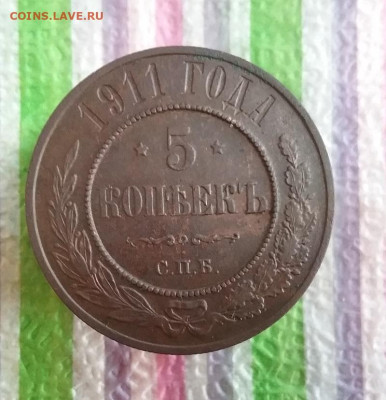 COINS.LAVE.RU
1911 ГОДА
* 5 *
КОПѢЕКЪ.
С.П.Б.